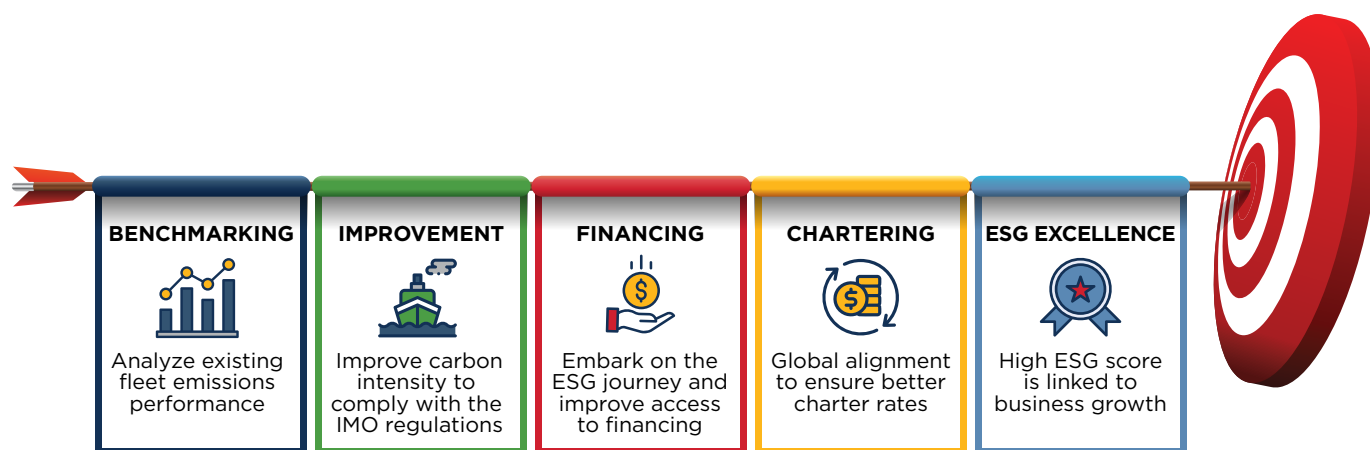 BENCHMARKING
Analyze existing
fleet emissions
performance
IMPROVEMENT
Improve carbon
intensity to
comply with the
IMO regulations
FINANCING
$
Embark on the
ESG journey and
improve access
to financing
CHARTERING
$
Global alignment
to ensure better
charter rates
ESG EXCELLENCE
High ESG score
is linked to
business growth